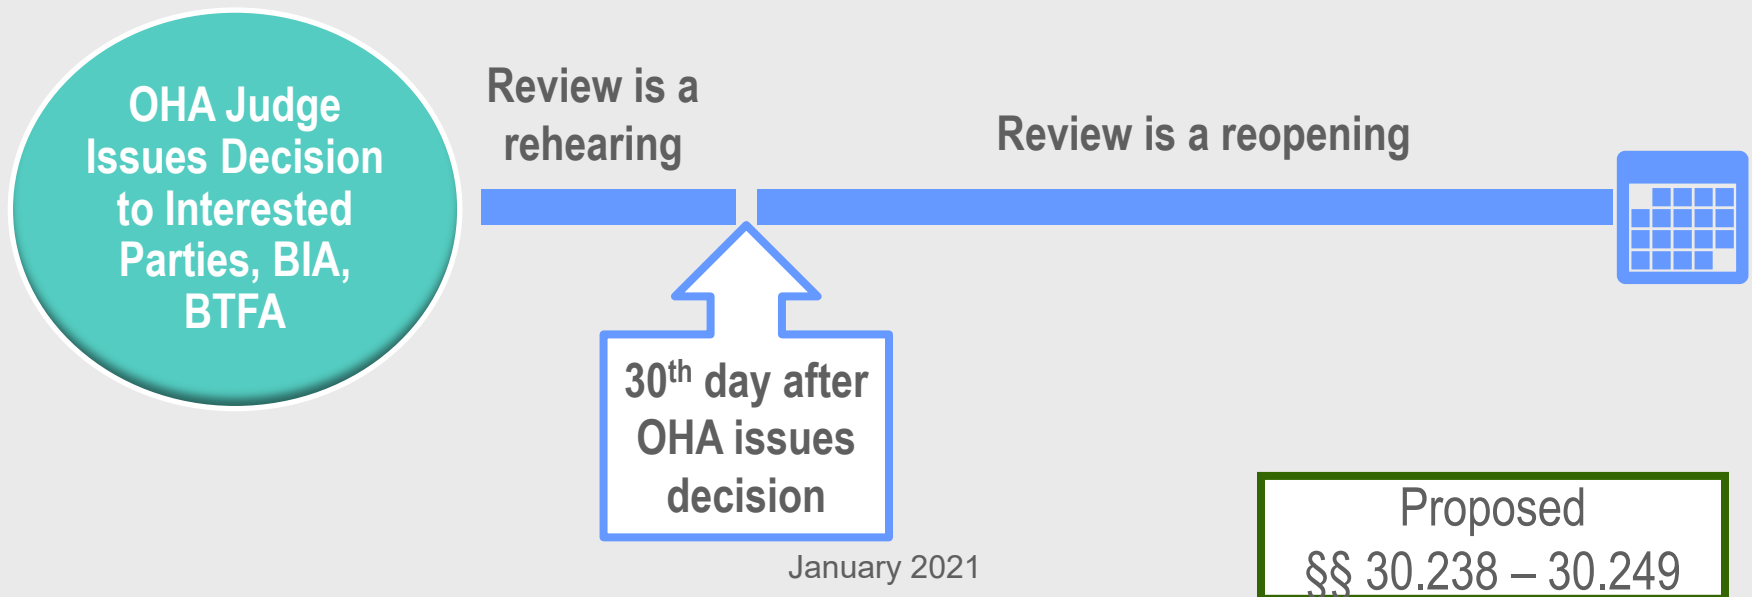 OHA Judge
Issues Decision
to Interested
Parties, BIA,
BTFA
Review is a
rehearing
Review is a reopening
30th day after
OHA issues
decision
January 2021
Proposed
§§ 30.238 – 30.249